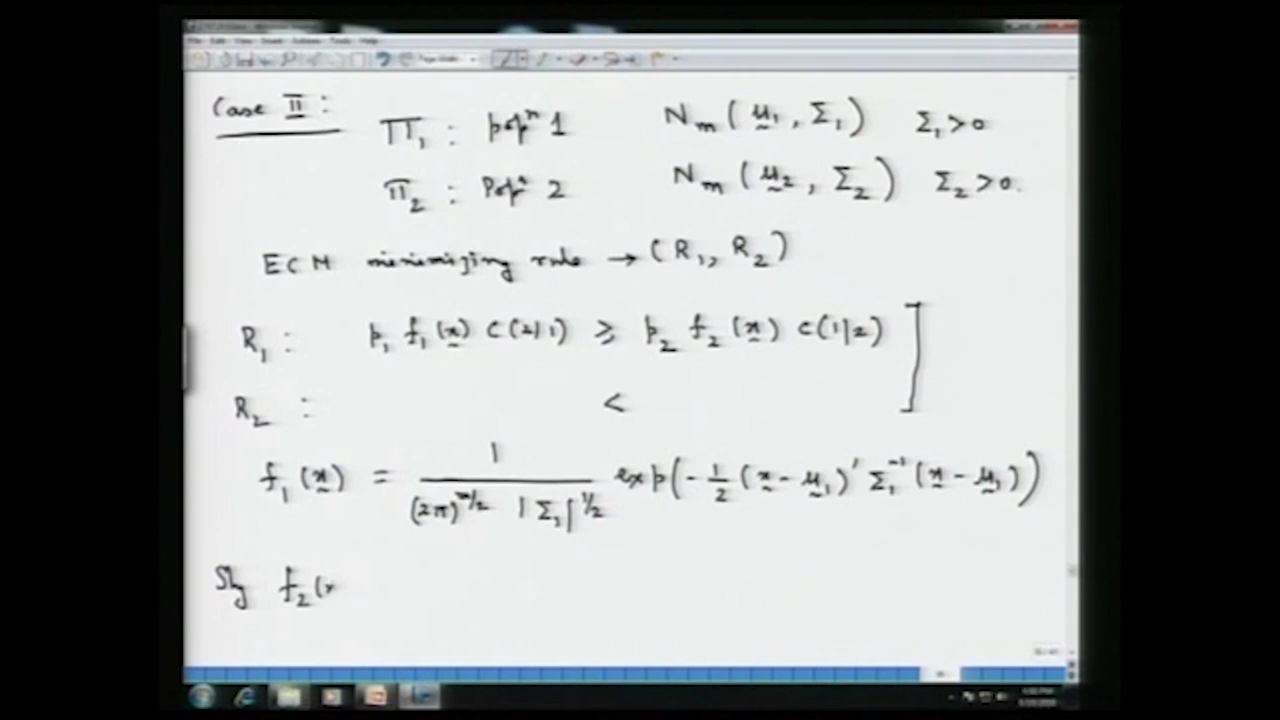 Case II :
Π₁ : popⁿ 1 N_m ( μ₁ , Σ₁ ) Σ₁ > 0
Π₂ : Popⁿ 2 N_m ( μ₂ , Σ₂ ) Σ₂ > 0.
ECM minimizing rule → (R₁, R₂)
R₁ : p₁ f₁(x) c(2|1) ≥ p₂ f₂(x) c(1|2)
R₂ : <
f₁(x) = 1 / ((2π)^{m/2} |Σ₁|^{1/2}) exp(-1/2 (x - μ₁)′ Σ₁⁻¹ (x - μ₁))
Sly f₂(x